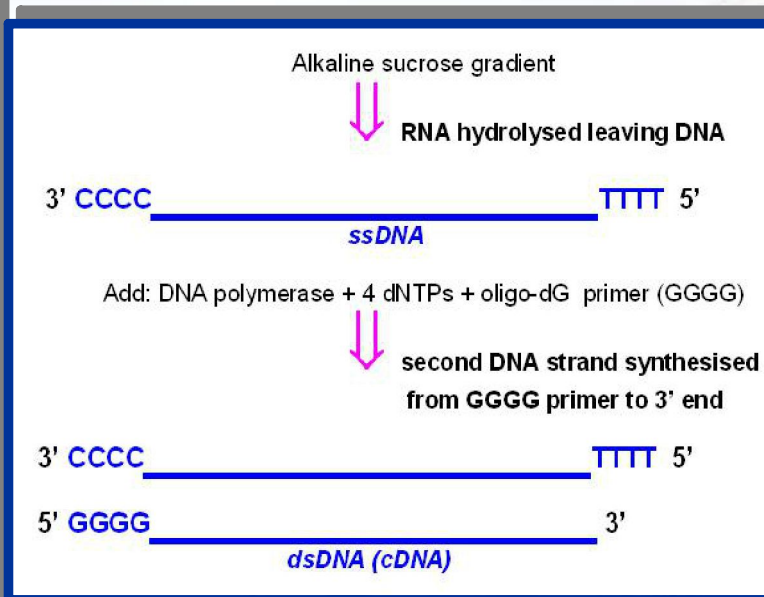 Alkaline sucrose gradient
RNA hydrolysed leaving DNA
3’ CCCC TTTT 5’
ssDNA
Add: DNA polymerase + 4 dNTPs + oligo-dG primer (GGGG)
second DNA strand synthesised
from GGGG primer to 3’ end
3’ CCCC TTTT 5’
5’ GGGG 3’
dsDNA (cDNA)